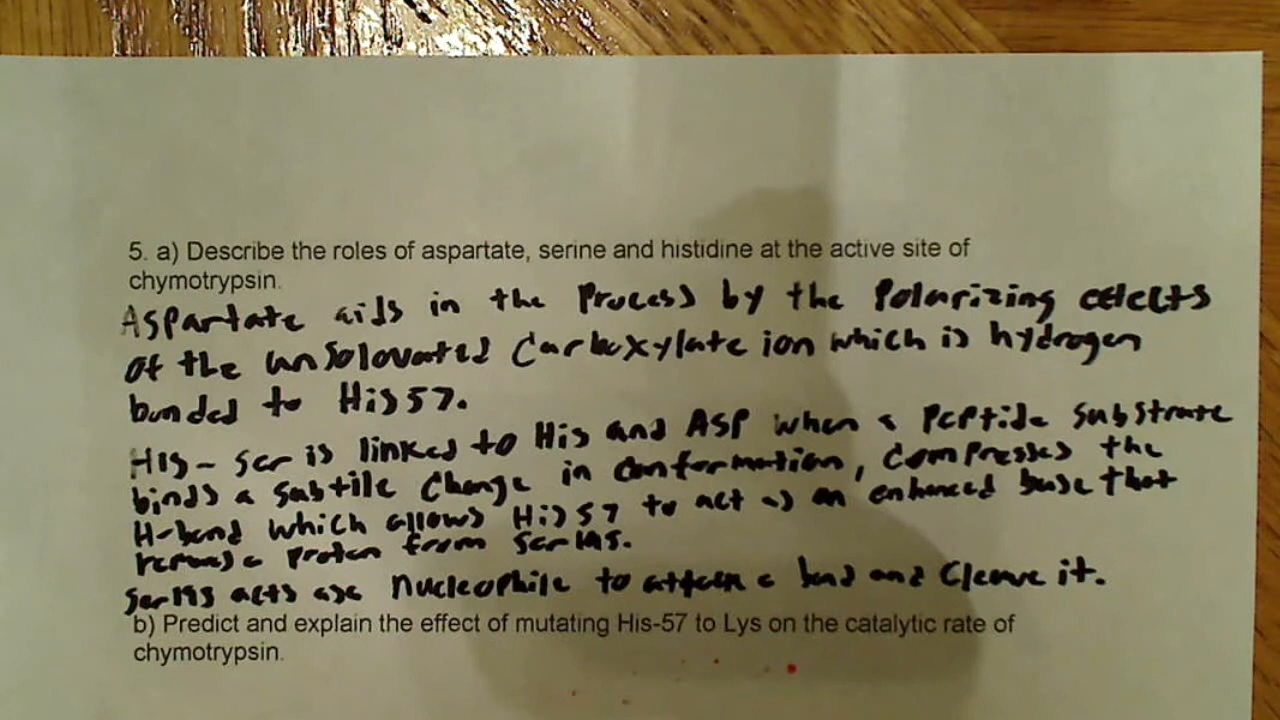 5. a) Describe the roles of aspartate, serine and histidine at the active site of
chymotrypsin.
Aspartate aids in the Process by the Polarizing effects
of the unsolovated Carboxylate ion which is hydrogen
bonded to His57.
His- ser is linked to His and ASP when a Peptide Substrate
binds a subtile Change in conformation, compresses the
H-bond which allows His57 to act as an enhanced base that
a proton from Ser195.
Ser195 acts as a nucleophile to attack a bond and Cleave it.
b) Predict and explain the effect of mutating His-57 to Lys on the catalytic rate of
chymotrypsin.